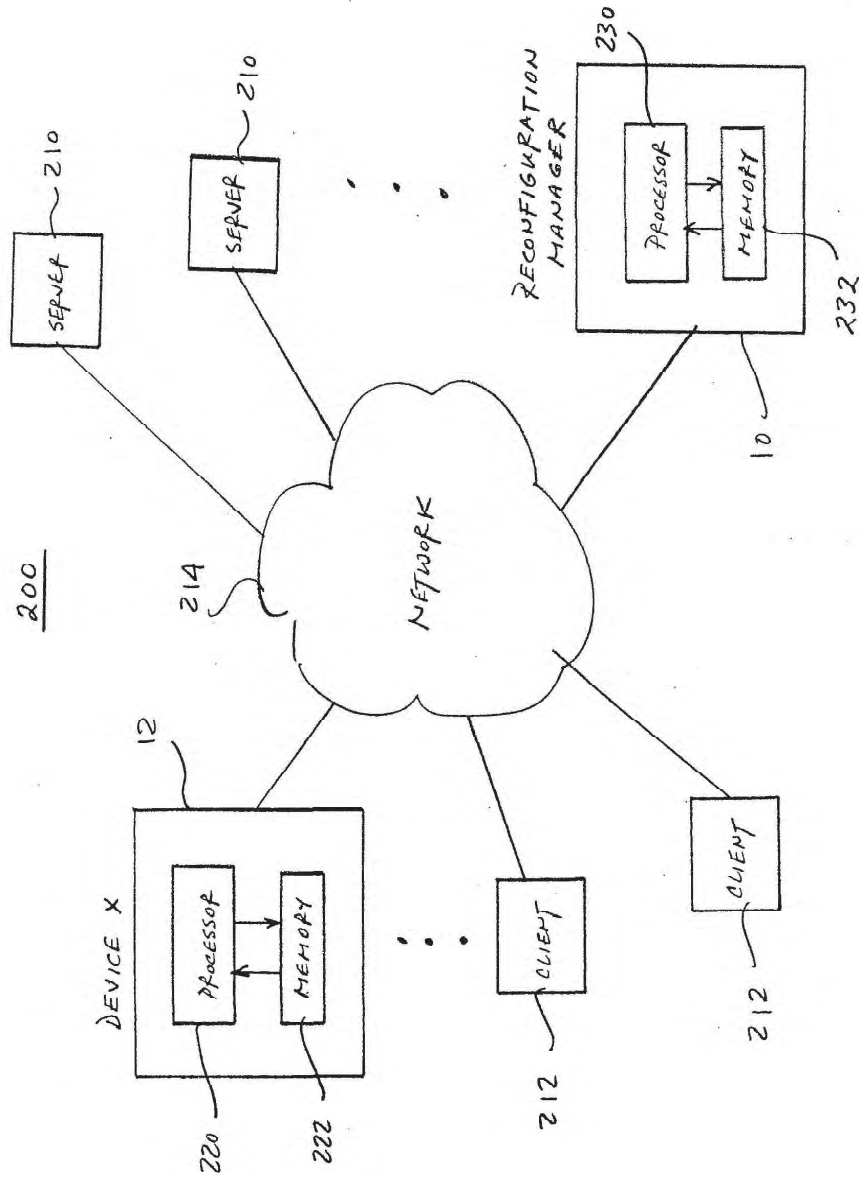 200
DEVICE X
12
PROCESSOR
MEMORY
220
222
CLIENT
212
CLIENT
212
214
NETWORK
SERVER
210
SERVER
210
RECONFIGURATION
MANAGER
PROCESSOR
230
MEMORY
232
10